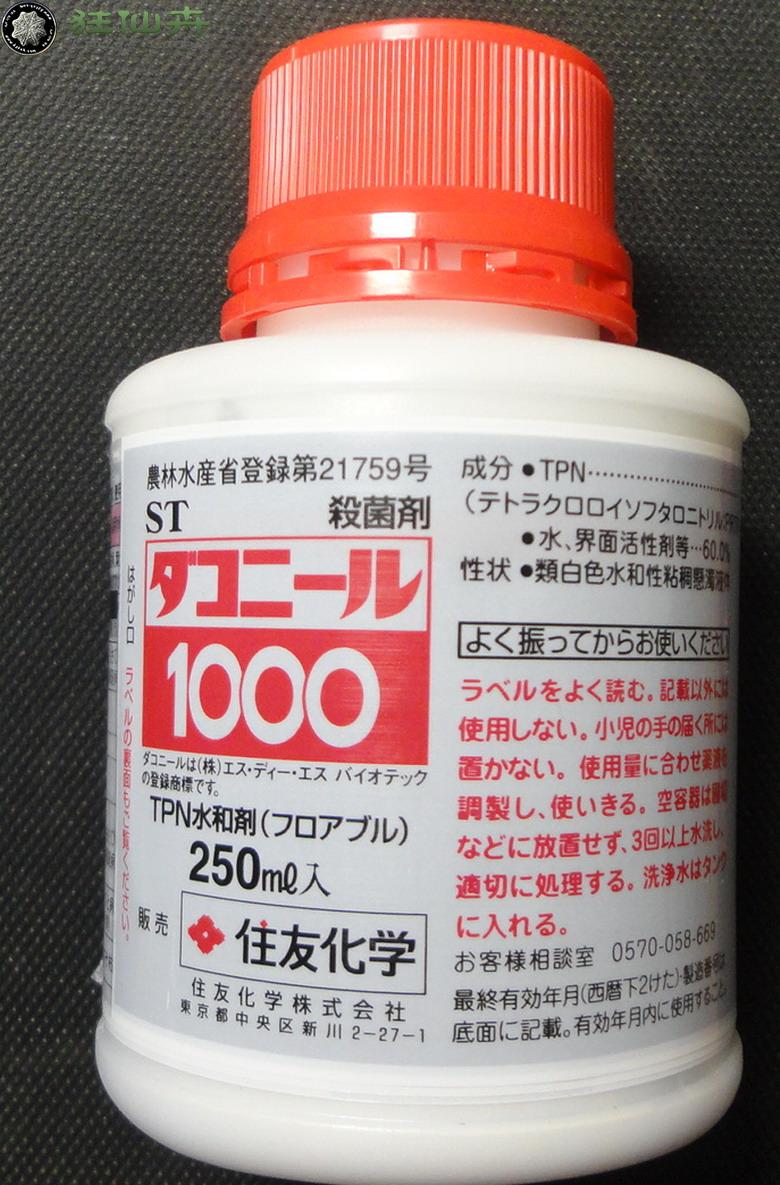 狂仙卉
農林水産省登録第21759号
ST 殺菌剤
ダコニール
1000
ダコニールは(株)エス・ディー・エス バイオテック
の登録商標です。
TPN水和剤(フロアブル)
250mℓ入
販売
住友化学
住友化学株式会社
東京都中央区新川2-27-1
はがし口
ラベルの裏面もご覧ください。
成分●TPN
(テトラクロロイソフタロニトリル)
●水、界面活性剤等…60.0%
性状●類白色水和性粘稠懸濁液体
よく振ってからお使いください
ラベルをよく読む。記載以外には
使用しない。小児の手の届く所には
置かない。使用量に合わせ薬液を
調製し、使いきる。空容器は圃場
などに放置せず、3回以上水洗し、
適切に処理する。洗浄水はタンク
に入れる。
お客様相談室 0570-058-669
最終有効年月(西暦下2けた)・製造番号は
底面に記載。有効年月内に使用すること。